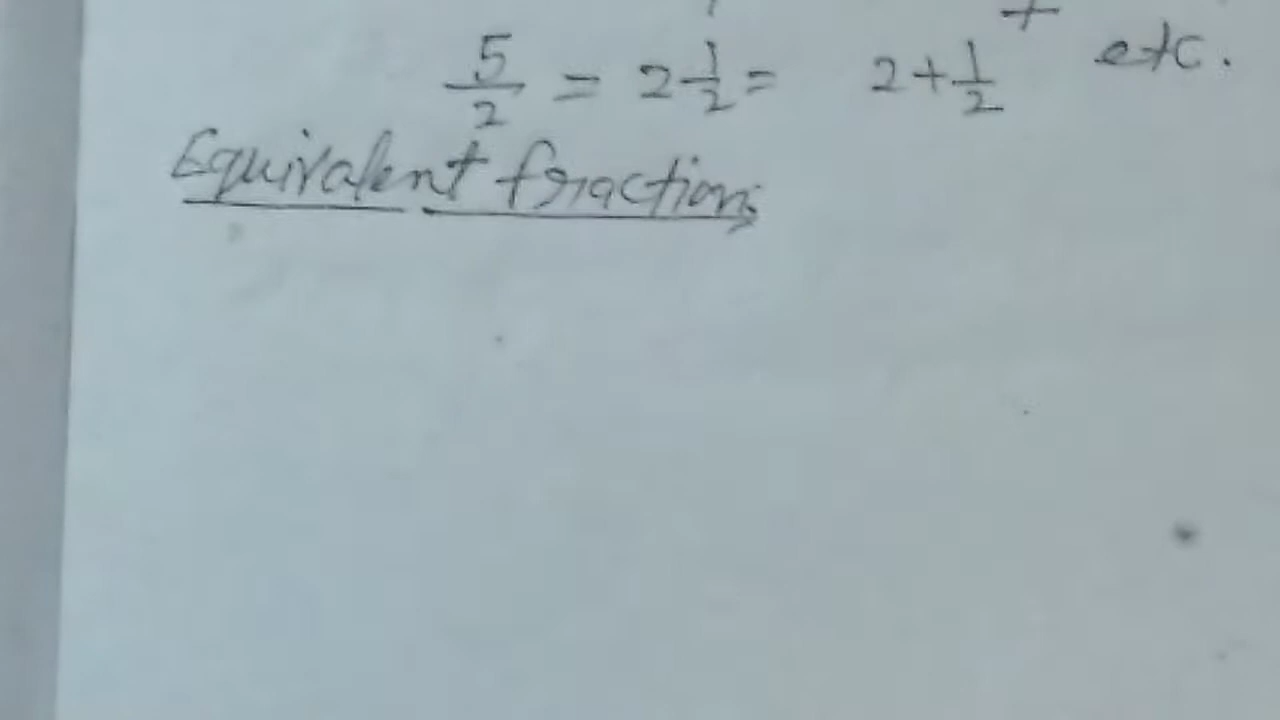 5/2 = 2 1/2 = 2 + 1/2 etc.
Equivalent fractions